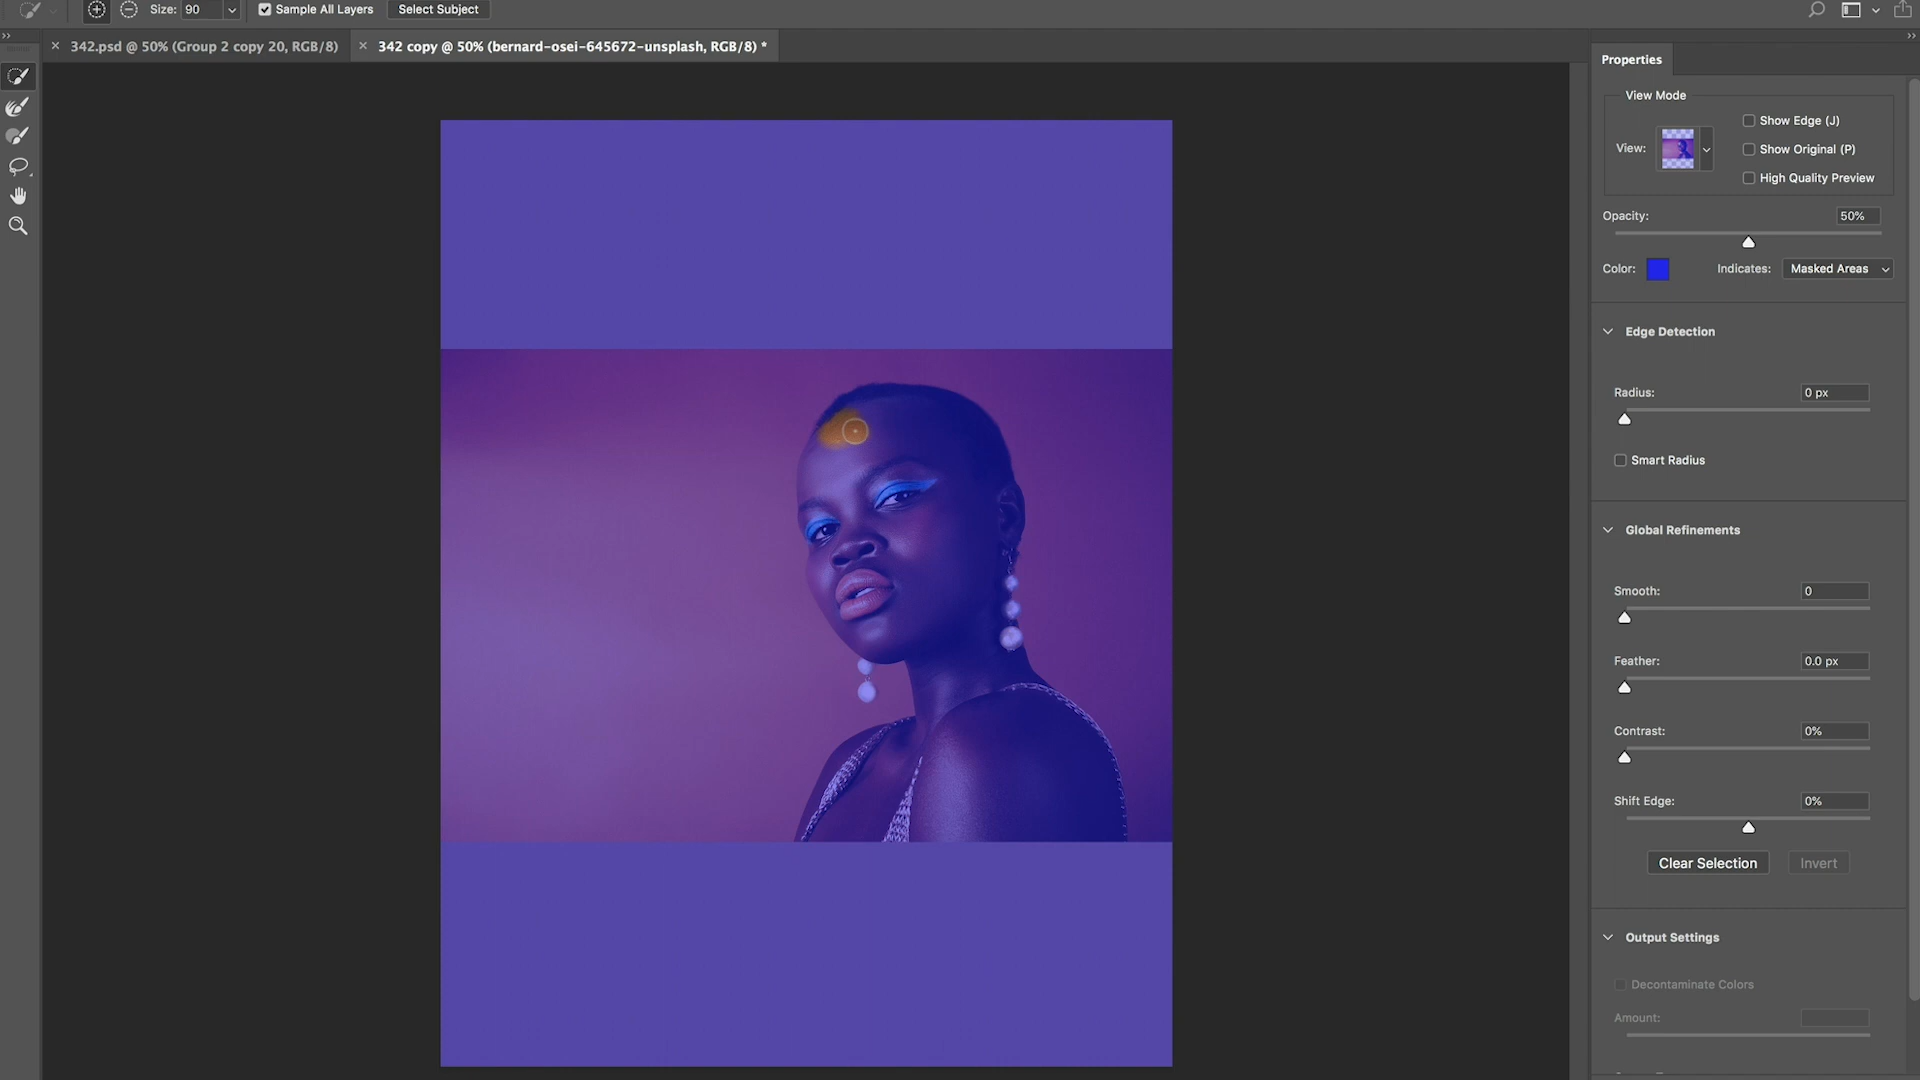 Size: 90 Sample All Layers Select Subject
342.psd @ 50% (Group 2 copy 20, RGB/8) 342 copy @ 50% (bernard-osei-645672-unsplash, RGB/8) *
Properties
View Mode
Show Edge (J)
View:
Show Original (P)
High Quality Preview
Opacity: 50%
Color: Indicates: Masked Areas
Edge Detection
Radius: 0 px
Smart Radius
Global Refinements
Smooth: 0
Feather: 0.0 px
Contrast: 0%
Shift Edge: 0%
Clear Selection Invert
Output Settings
Decontaminate Colors
Amount: